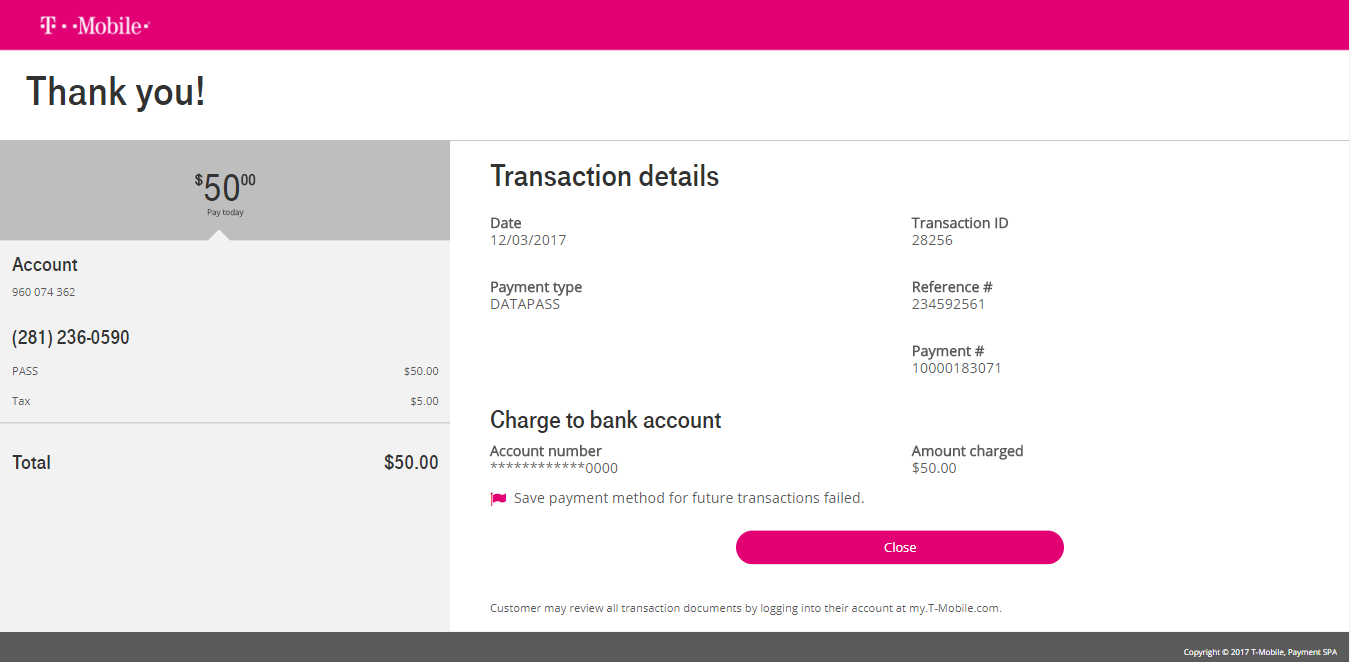 T··Mobile·
Thank you!
$50 00
Pay today
Account
960 074 362
(281) 236-0590
PASS $50.00
Tax $5.00
Total $50.00
Transaction details
Date Transaction ID
12/03/2017 28256
Payment type Reference #
DATAPASS 234592561
Payment #
10000183071
Charge to bank account
Account number Amount charged
************0000 $50.00
Save payment method for future transactions failed.
Close
Customer may review all transaction documents by logging into their account at my.T-Mobile.com.
Copyright © 2017 T-Mobile, Payment SPA